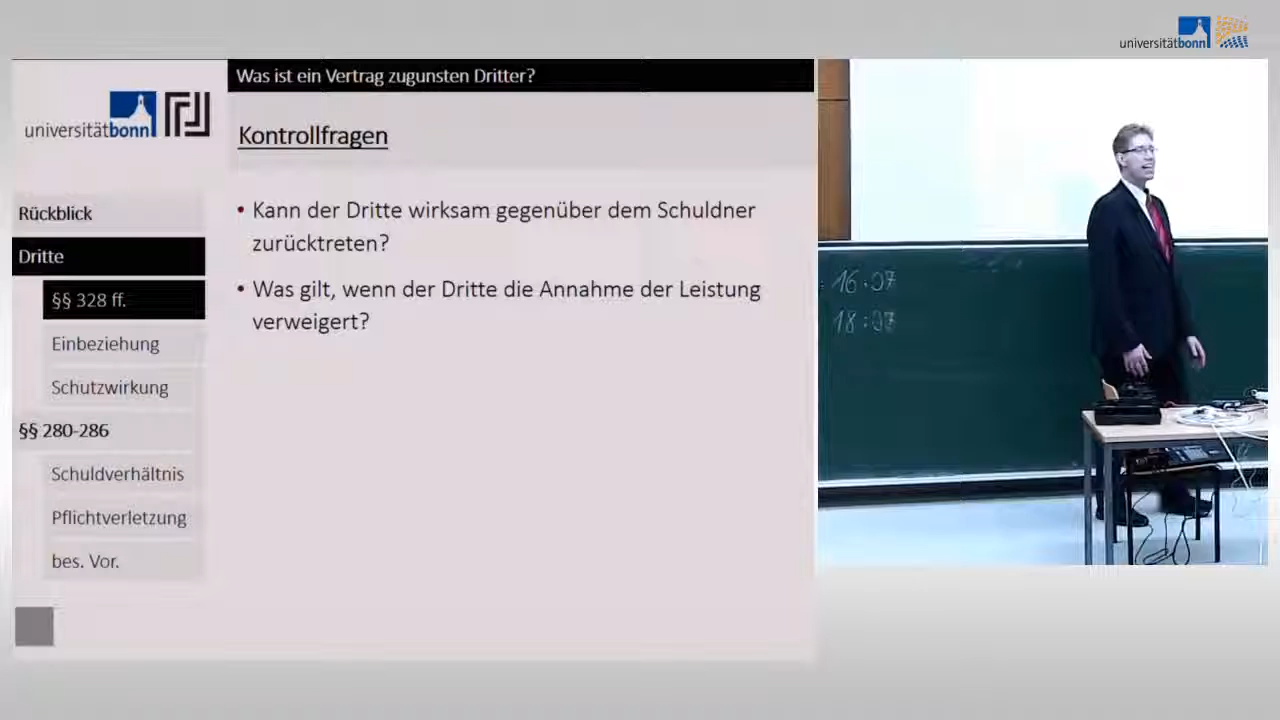 universitätbonn
Was ist ein Vertrag zugunsten Dritter?
universitätbonn
Kontrollfragen
Rückblick
Dritte
§§ 328 ff.
Einbeziehung
Schutzwirkung
§§ 280-286
Schuldverhältnis
Pflichtverletzung
bes. Vor.
• Kann der Dritte wirksam gegenüber dem Schuldner
zurücktreten?
• Was gilt, wenn der Dritte die Annahme der Leistung
verweigert?
16:07
18:07